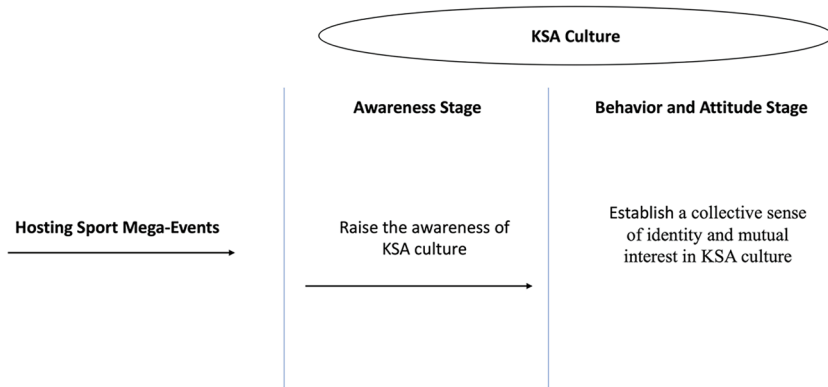 KSA Culture
Awareness Stage
Behavior and Attitude Stage
Hosting Sport Mega-Events
Raise the awareness of
KSA culture
Establish a collective sense
of identity and mutual
interest in KSA culture